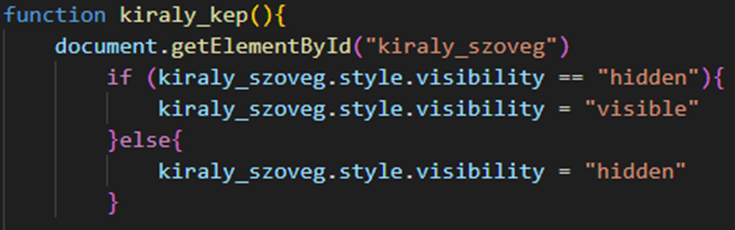 function kiraly_kep(){
    document.getElementById("kiraly_szoveg")
        if (kiraly_szoveg.style.visibility == "hidden"){
            kiraly_szoveg.style.visibility = "visible"
        }else{
            kiraly_szoveg.style.visibility = "hidden"
        }